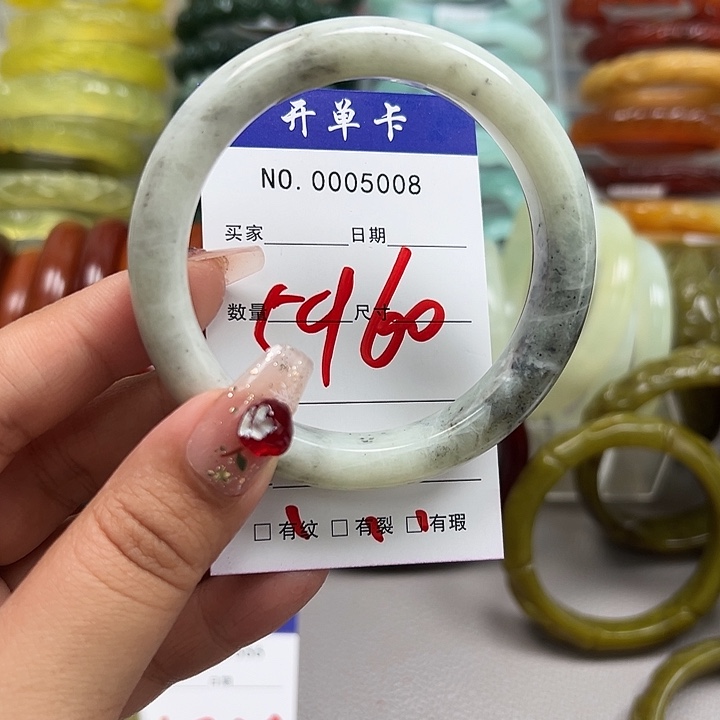 开单卡
NO. 0005008
买家 日期
数量 尺寸
5960
有纹 有裂 有瑕